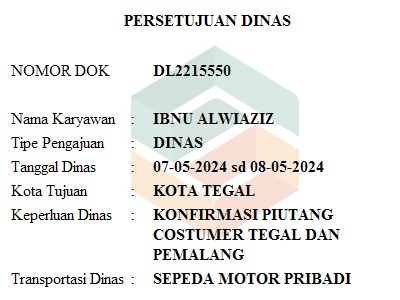 PERSETUJUAN DINAS
NOMOR DOK DL2215550
Nama Karyawan : IBNU ALWIAZIZ
Tipe Pengajuan : DINAS
Tanggal Dinas : 07-05-2024 sd 08-05-2024
Kota Tujuan : KOTA TEGAL
Keperluan Dinas : KONFIRMASI PIUTANG
COSTUMER TEGAL DAN
PEMALANG
Transportasi Dinas : SEPEDA MOTOR PRIBADI